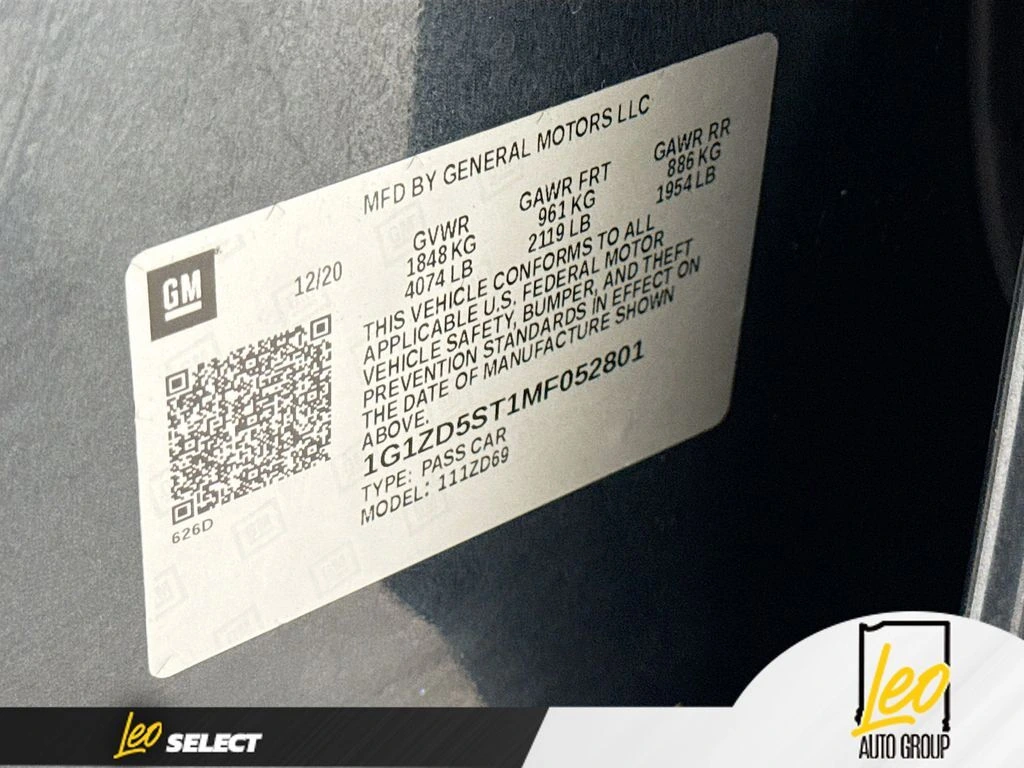 MFD BY GENERAL MOTORS LLC
GM
12/20
GVWR
1848 KG
4074 LB
GAWR FRT
961 KG
2119 LB
GAWR RR
886 KG
1954 LB
THIS VEHICLE CONFORMS TO ALL
APPLICABLE U.S. FEDERAL MOTOR
VEHICLE SAFETY, BUMPER, AND THEFT
PREVENTION STANDARDS IN EFFECT ON
THE DATE OF MANUFACTURE SHOWN
ABOVE.
1G1ZD5ST1MF052801
TYPE: PASS CAR
MODEL: 111ZD69
626D
Leo SELECT
Leo
AUTO GROUP